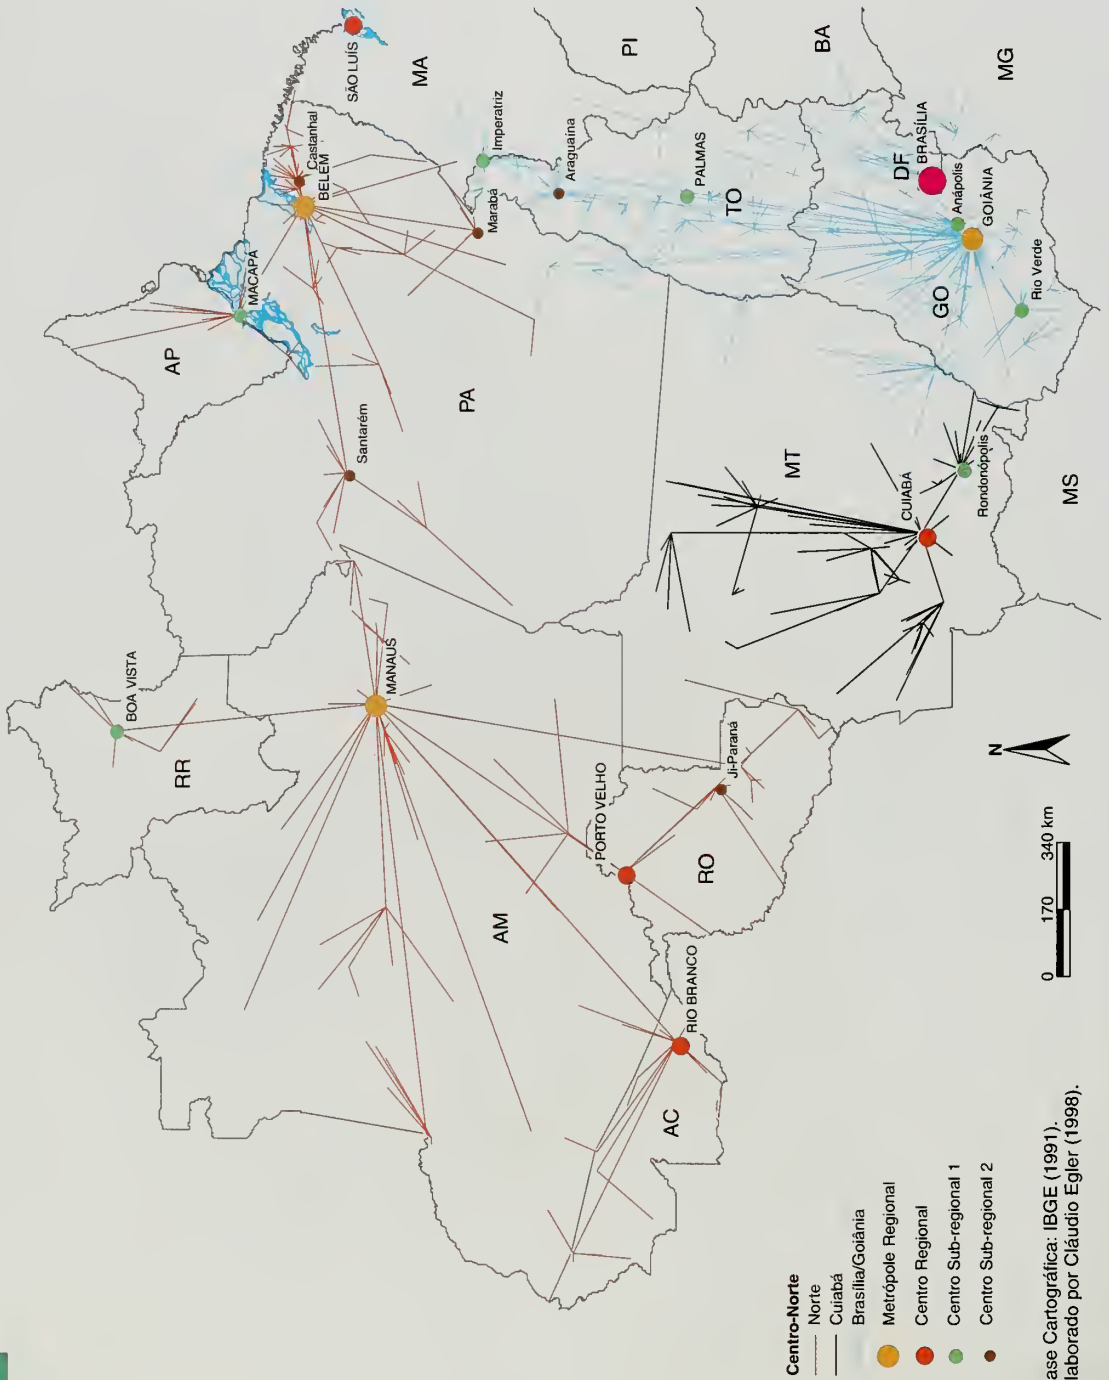 SÃO LUÍS
MA
PI
BA
MG
Castanhal
BELÉM
Imperatriz
Marabá
Araguaína
PALMAS
TO
DF
BRASÍLIA
Anápolis
GOIÂNIA
GO
Rio Verde
MACAPÁ
AP
PA
Santarém
MT
CUIABÁ
Rondonópolis
MS
BOA VISTA
RR
MANAUS
AM
PORTO VELHO
Ji-Paraná
RO
RIO BRANCO
AC
N
0 170 340 km
Centro-Norte
Norte
Cuiabá
Brasília/Goiânia
Metrópole Regional
Centro Regional
Centro Sub-regional 1
Centro Sub-regional 2
ase Cartográfica: IBGE (1991).
laborado por Cláudio Egler (1998).